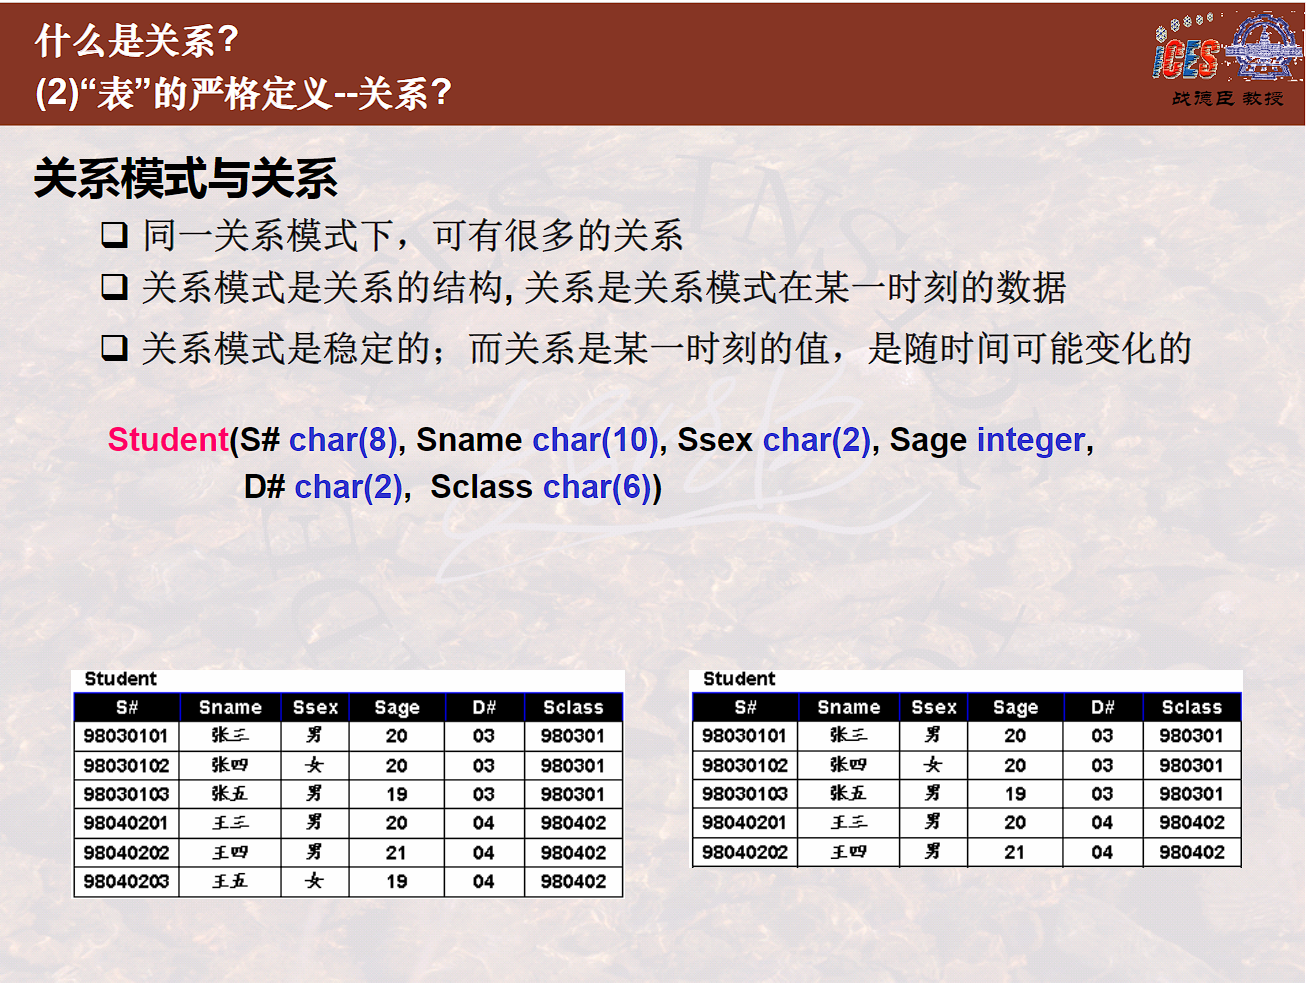 什么是关系?
(2)“表”的严格定义--关系?
iCES
战德臣 教授
关系模式与关系
❑ 同一关系模式下，可有很多的关系
❑ 关系模式是关系的结构, 关系是关系模式在某一时刻的数据
❑ 关系模式是稳定的；而关系是某一时刻的值，是随时间可能变化的
Student(S# char(8), Sname char(10), Ssex char(2), Sage integer,
D# char(2), Sclass char(6))
Student
S# Sname Ssex Sage D# Sclass
98030101 张三 男 20 03 980301
98030102 张四 女 20 03 980301
98030103 张五 男 19 03 980301
98040201 王三 男 20 04 980402
98040202 王四 男 21 04 980402
98040203 王五 女 19 04 980402
Student
S# Sname Ssex Sage D# Sclass
98030101 张三 男 20 03 980301
98030102 张四 女 20 03 980301
98030103 张五 男 19 03 980301
98040201 王三 男 20 04 980402
98040202 王四 男 21 04 980402